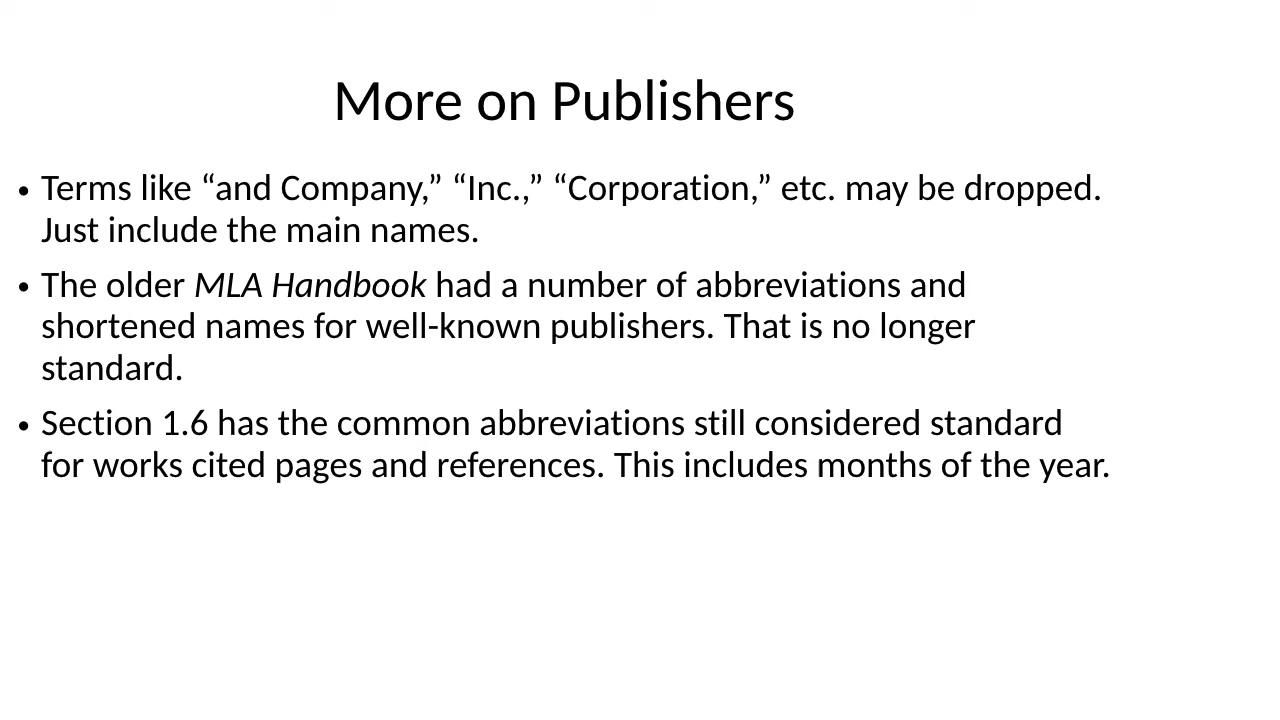 More on Publishers
• Terms like “and Company,” “Inc.,” “Corporation,” etc. may be dropped.
Just include the main names.
• The older MLA Handbook had a number of abbreviations and
shortened names for well-known publishers. That is no longer
standard.
• Section 1.6 has the common abbreviations still considered standard
for works cited pages and references. This includes months of the year.